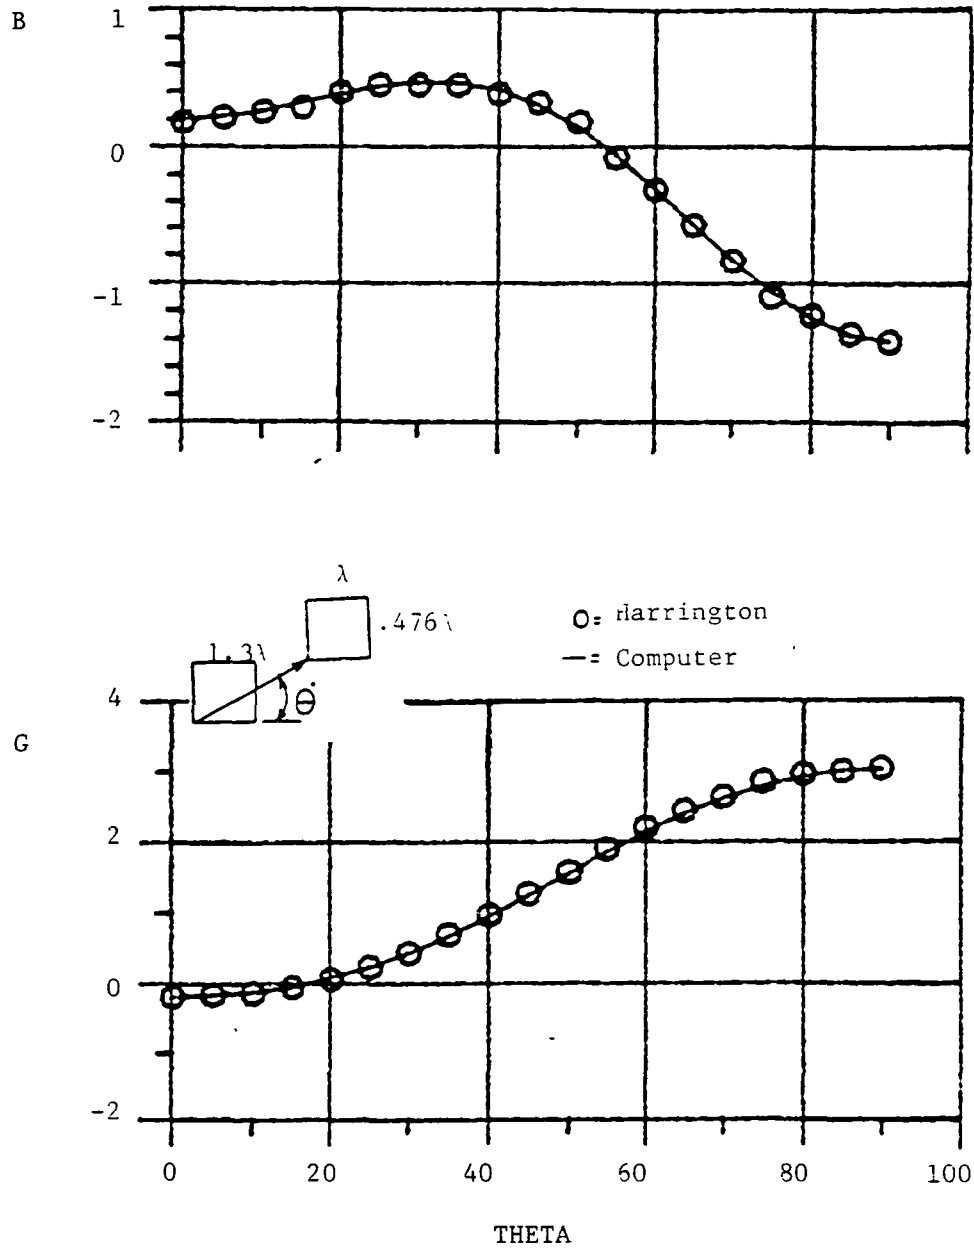 B
1
0
-1
-2
λ
.476λ
1.3λ
θ
O= Harrington
—= Computer
G
4
2
0
-2
0 20 40 60 80 100
THETA